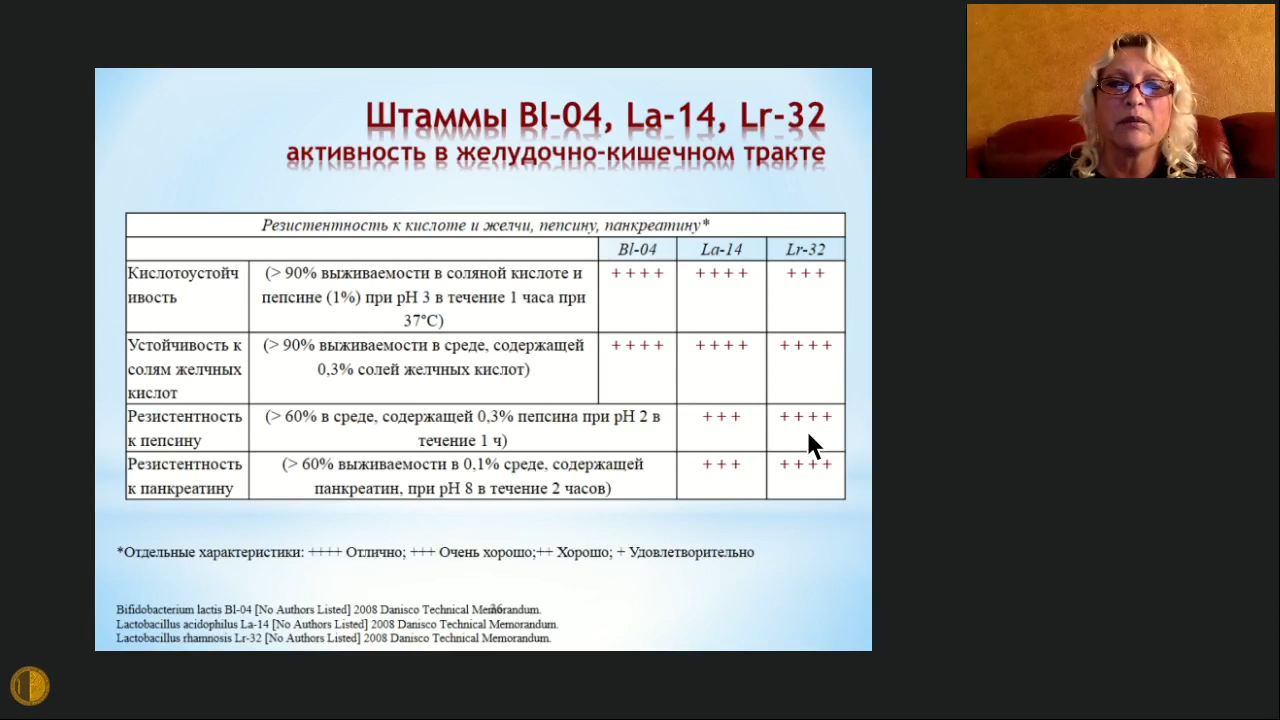 Штаммы Bl-04, La-14, Lr-32
активность в желудочно-кишечном тракте
Резистентность к кислоте и желчи, пепсину, панкреатину*
Bl-04 La-14 Lr-32
Кислотоустойч
ивость
(> 90% выживаемости в соляной кислоте и
пепсине (1%) при pH 3 в течение 1 часа при
37°C)
++++ ++++ +++
Устойчивость к
солям желчных
кислот
(> 90% выживаемости в среде, содержащей
0,3% солей желчных кислот)
++++ ++++ ++++
Резистентность
к пепсину
(> 60% в среде, содержащей 0,3% пепсина при pH 2 в
течение 1 ч)
+++ ++++
Резистентность
к панкреатину
(> 60% выживаемости в 0,1% среде, содержащей
панкреатин, при pH 8 в течение 2 часов)
+++ ++++
*Отдельные характеристики: ++++ Отлично; +++ Очень хорошо;++ Хорошо; + Удовлетворительно
Bifidobacterium lactis Bl-04 [No Authors Listed] 2008 Danisco Technical Memorandum.
Lactobacillus acidophilus La-14 [No Authors Listed] 2008 Danisco Technical Memorandum.
Lactobacillus rhamnosis Lr-32 [No Authors Listed] 2008 Danisco Technical Memorandum.